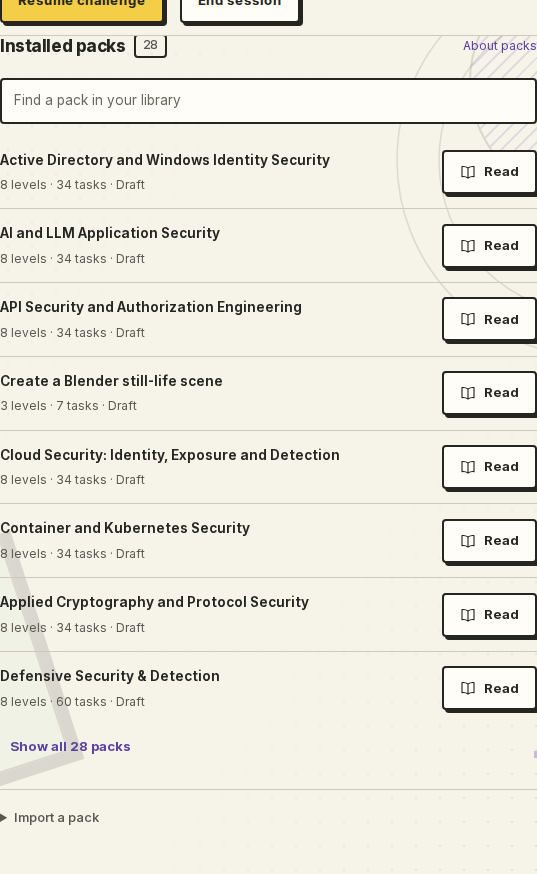 Resume challenge
End session
Installed packs 28
About packs
Find a pack in your library
Active Directory and Windows Identity Security
8 levels · 34 tasks · Draft
Read
AI and LLM Application Security
8 levels · 34 tasks · Draft
Read
API Security and Authorization Engineering
8 levels · 34 tasks · Draft
Read
Create a Blender still-life scene
3 levels · 7 tasks · Draft
Read
Cloud Security: Identity, Exposure and Detection
8 levels · 34 tasks · Draft
Read
Container and Kubernetes Security
8 levels · 34 tasks · Draft
Read
Applied Cryptography and Protocol Security
8 levels · 34 tasks · Draft
Read
Defensive Security & Detection
8 levels · 60 tasks · Draft
Read
Show all 28 packs
Import a pack